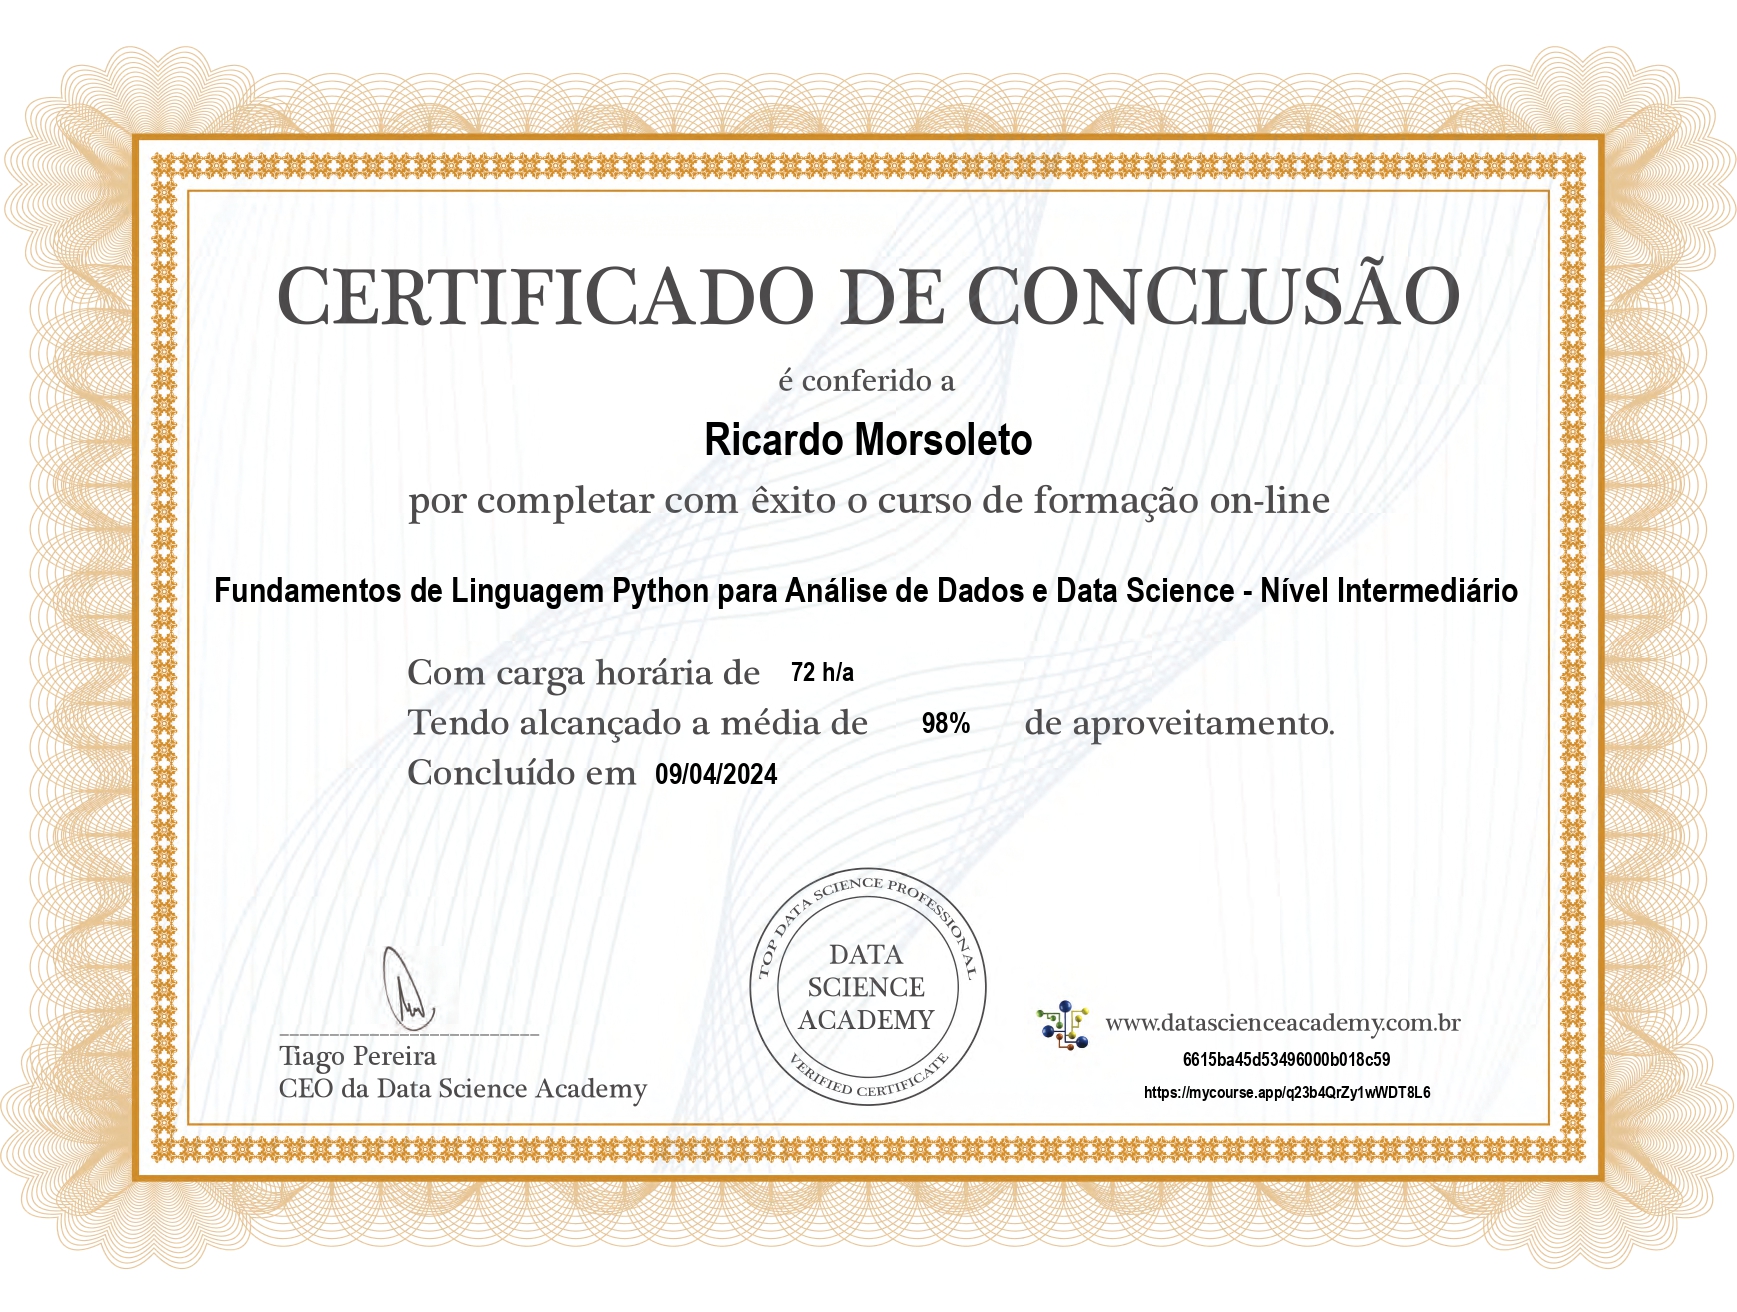 CERTIFICADO DE CONCLUSÃO
é conferido a
Ricardo Morsoleto
por completar com êxito o curso de formação on-line
Fundamentos de Linguagem Python para Análise de Dados e Data Science - Nível Intermediário
Com carga horária de 72 h/a
Tendo alcançado a média de 98% de aproveitamento.
Concluído em 09/04/2024
Tiago Pereira
CEO da Data Science Academy
TOP DATA SCIENCE PROFESSIONAL
DATA
SCIENCE
ACADEMY
VERIFIED CERTIFICATE
www.datascienceacademy.com.br
6615ba45d53496000b018c59
https://mycourse.app/q23b4QrZy1wWDT8L6